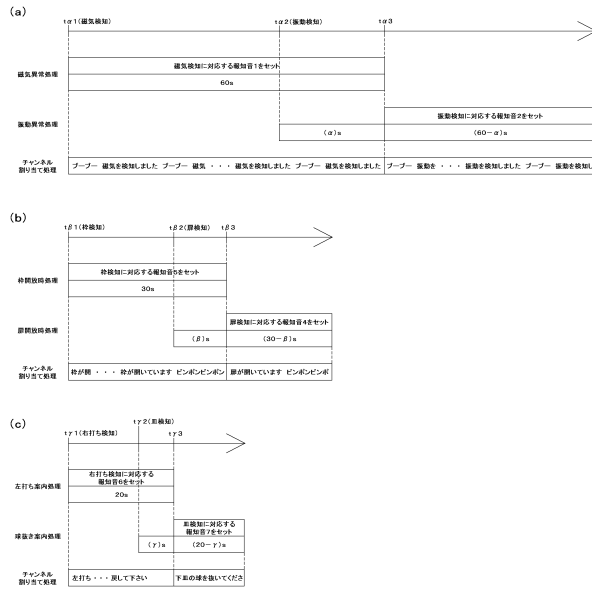 (a)
tα1(磁気検知)
tα2(振動検知)
tα3
磁気異常処理
磁気検知に対応する報知音1をセット
60s
振動異常処理
振動検知に対応する報知音2をセット
(α)s
(60-α)s
チャンネル
割り当て処理
ブーブー 磁気を検知しました ブーブー 磁気 ・・・ 磁気を検知しました ブーブー 磁気を検知しました
ブーブー 振動を ・・・ 振動を検知しました ブーブー 振動を検知し
(b)
tβ1(枠検知)
tβ2(扉検知)
tβ3
枠開放時処理
枠検知に対応する報知音5をセット
30s
扉開放時処理
扉検知に対応する報知音4をセット
(β)s
(30-β)s
チャンネル
割り当て処理
枠が開 ・・・ 枠が開いています ピンポンピンポン
扉が開いています ピンポンピンポ
(c)
tγ1(右打ち検知)
tγ2(皿検知)
tγ3
左打ち案内処理
右打ち検知に対応する
報知音6をセット
20s
球抜き案内処理
皿検知に対応する
報知音7をセット
(γ)s
(20-γ)s
チャンネル
割り当て処理
左打ち・・・戻して下さい
下皿の球を抜いてくださ